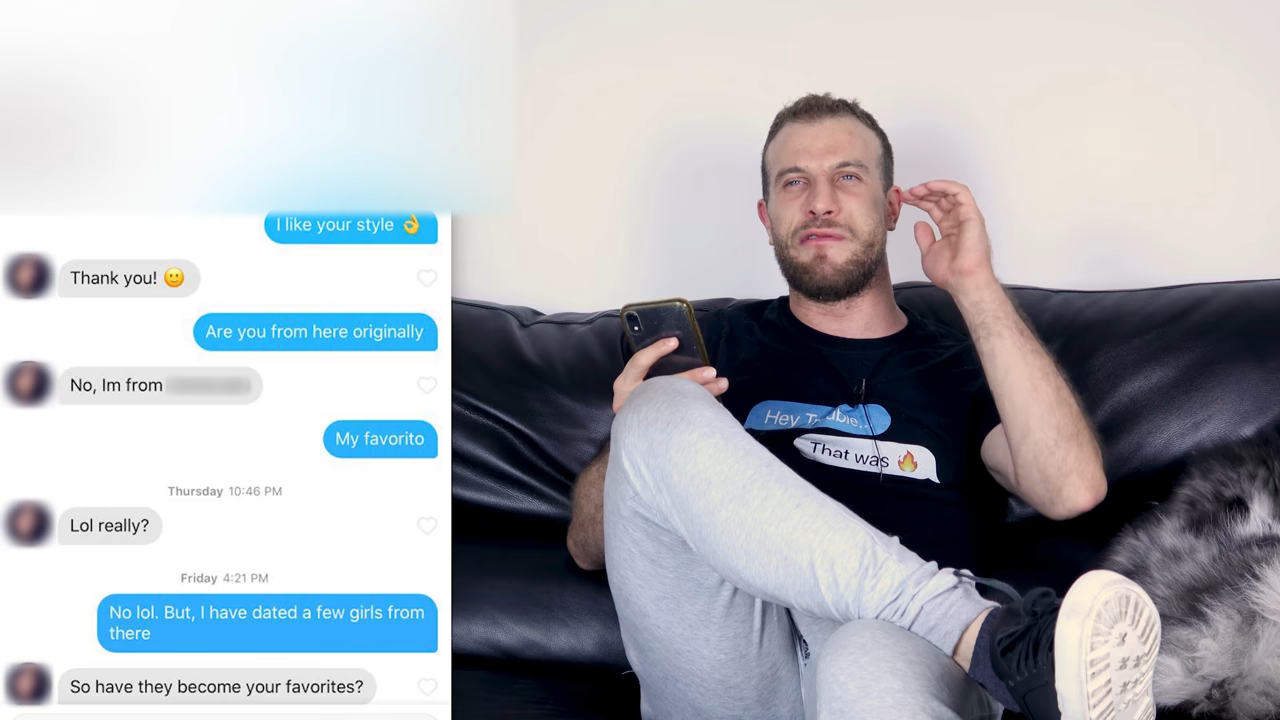 I like your style 👌
Thank you! 🙂
Are you from here originally
No, Im from
My favorito
Thursday 10:46 PM
Lol really?
Friday 4:21 PM
No lol. But, I have dated a few girls from
there
So have they become your favorites?
Hey
That was 🔥